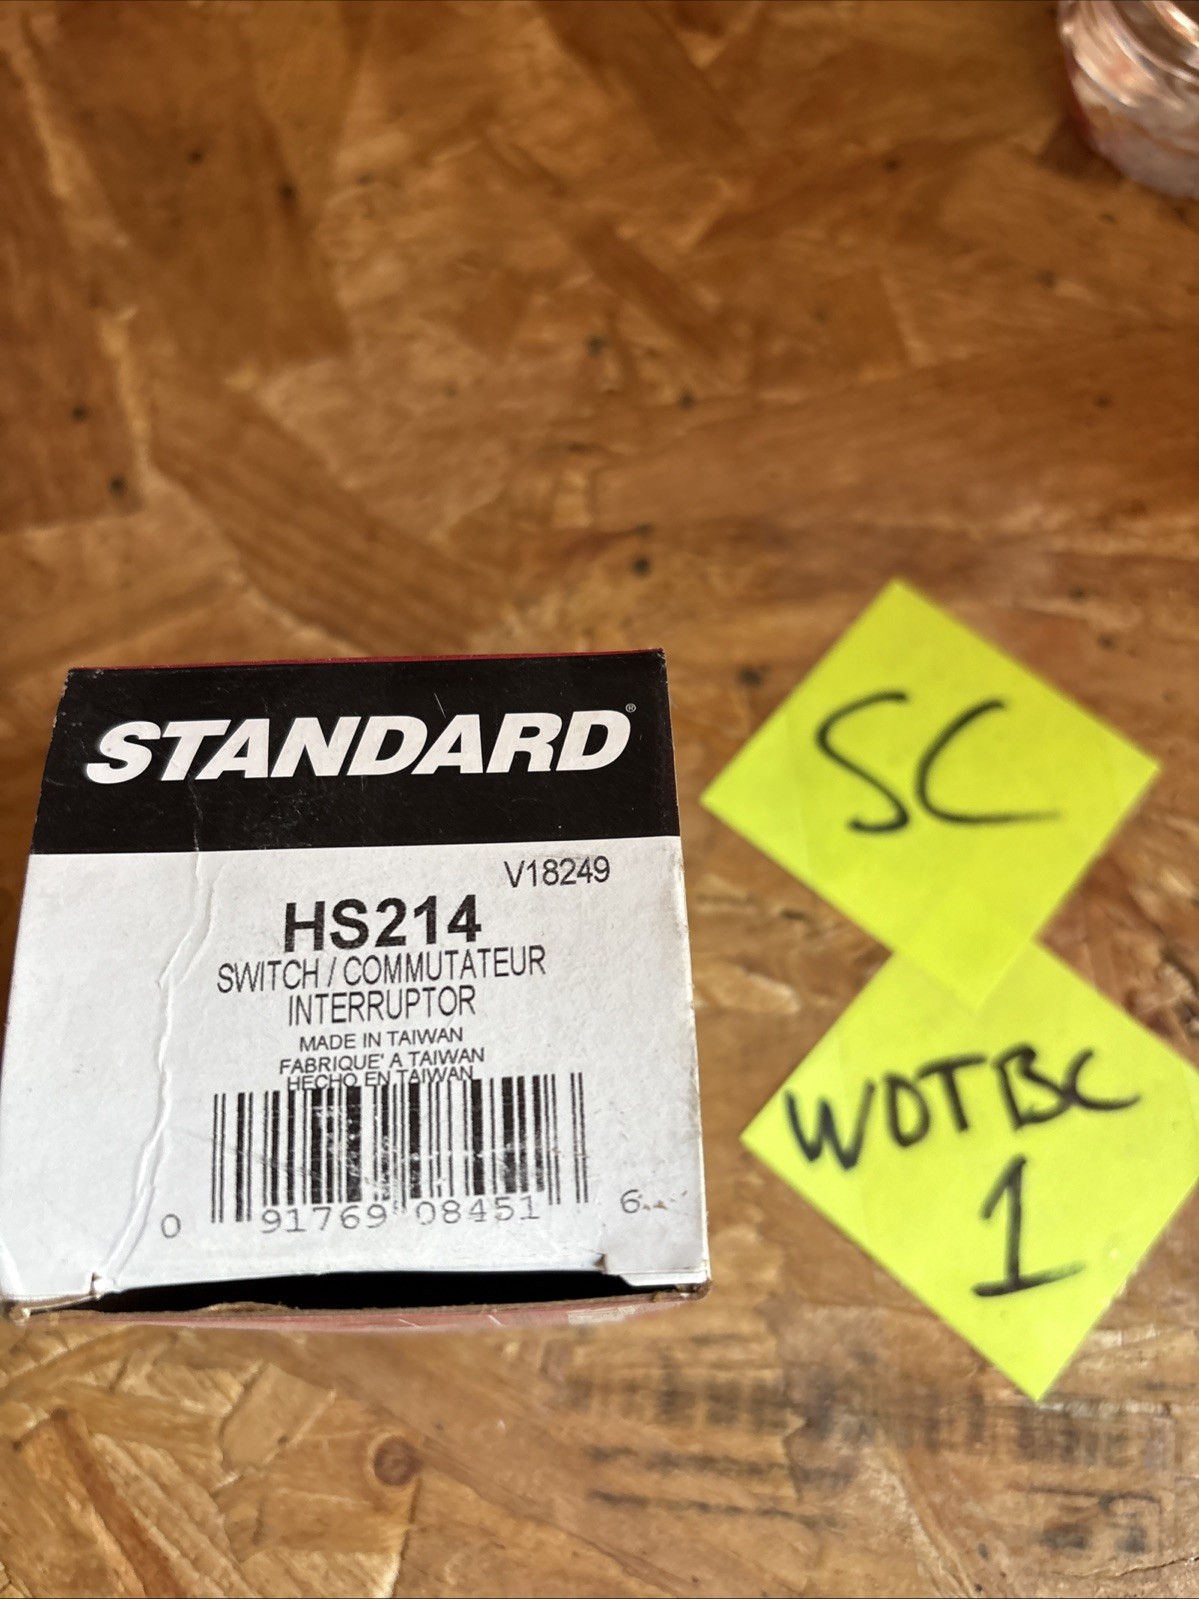 STANDARD®
V18249
HS214
SWITCH / COMMUTATEUR
INTERRUPTOR
MADE IN TAIWAN
FABRIQUE' A TAIWAN
HECHO EN TAIWAN
0 91769 08451 6
SC
WOTBC
1